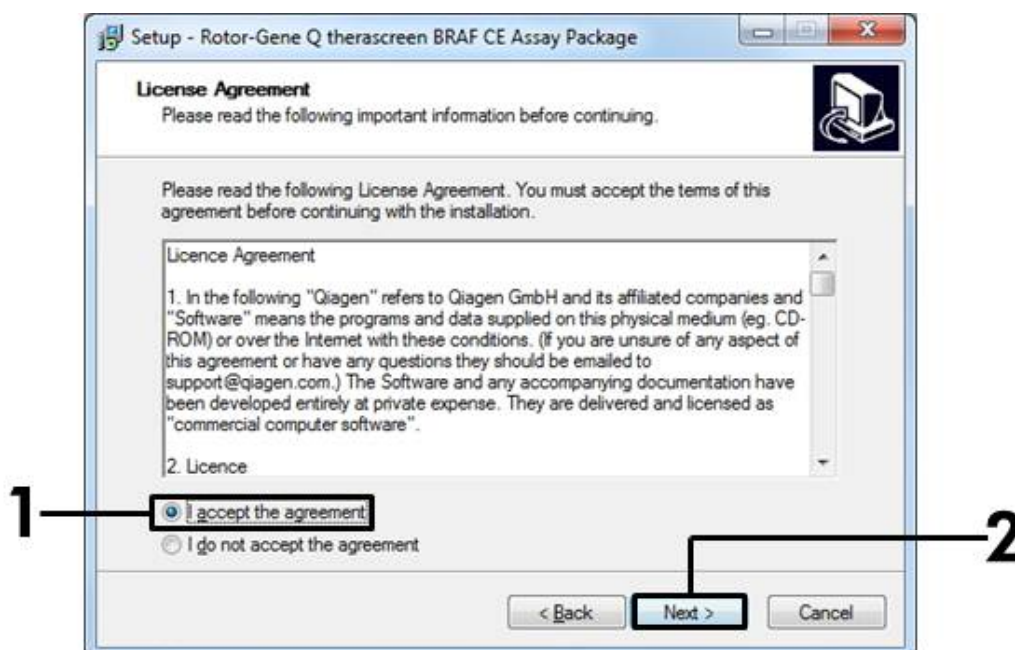 Setup - Rotor-Gene Q therascreen BRAF CE Assay Package
License Agreement
Please read the following important information before continuing.
Please read the following License Agreement. You must accept the terms of this
agreement before continuing with the installation.
Licence Agreement
1. In the following "Qiagen" refers to Qiagen GmbH and its affiliated companies and
"Software" means the programs and data supplied on this physical medium (eg. CD-
ROM) or over the Internet with these conditions. (If you are unsure of any aspect of
this agreement or have any questions they should be emailed to
support@qiagen.com.) The Software and any accompanying documentation have
been developed entirely at private expense. They are delivered and licensed as
"commercial computer software".
2. Licence
1
I accept the agreement
I do not accept the agreement
2
< Back Next > Cancel